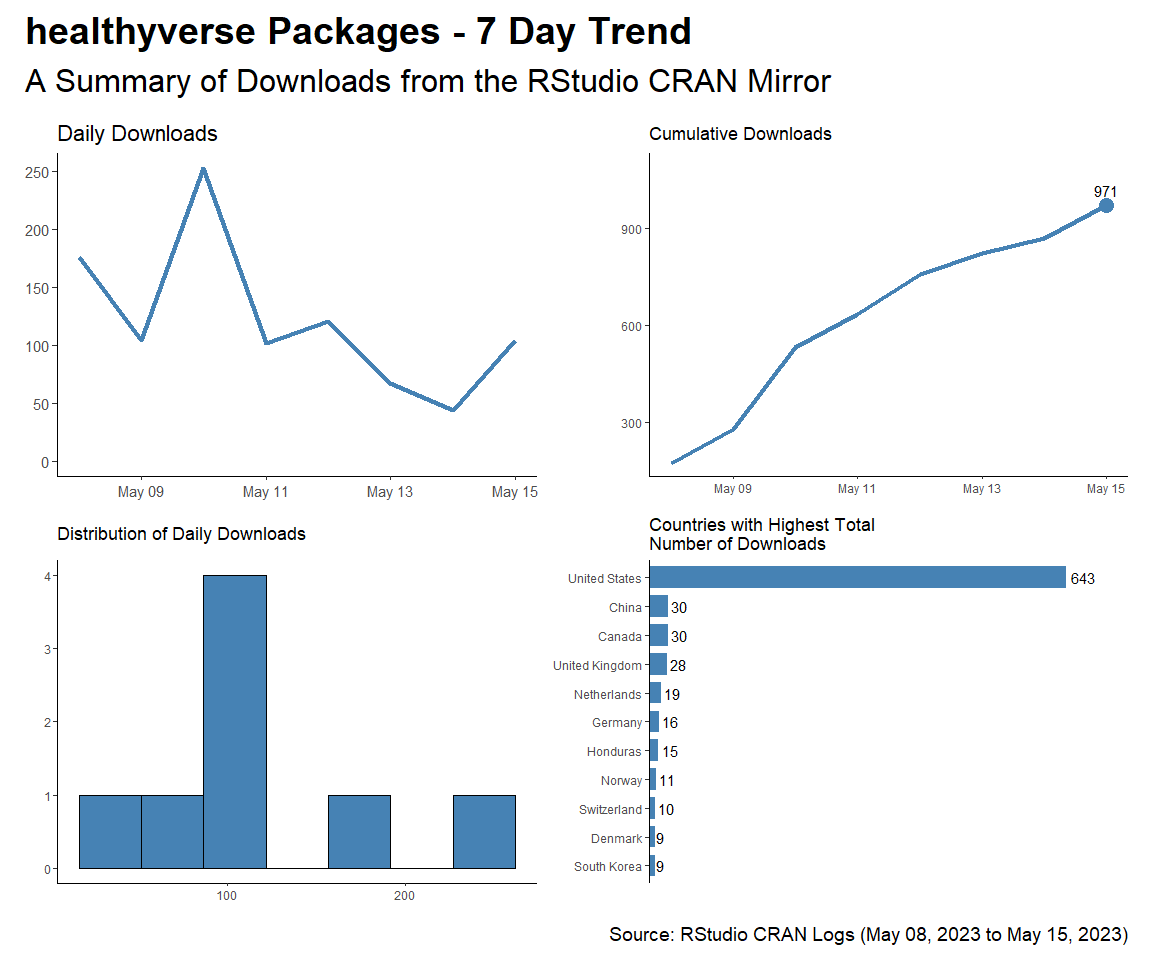 healthyverse Packages - 7 Day Trend
A Summary of Downloads from the RStudio CRAN Mirror
Daily Downloads
250
200
150
100
50
0
May 09
May 11
May 13
May 15
Cumulative Downloads
971
900
600
300
May 09
May 11
May 13
May 15
Distribution of Daily Downloads
4
3
2
1
0
100
200
Countries with Highest Total
Number of Downloads
United States 643
China 30
Canada 30
United Kingdom 28
Netherlands 19
Germany 16
Honduras 15
Norway 11
Switzerland 10
Denmark 9
South Korea 9
Source: RStudio CRAN Logs (May 08, 2023 to May 15, 2023)